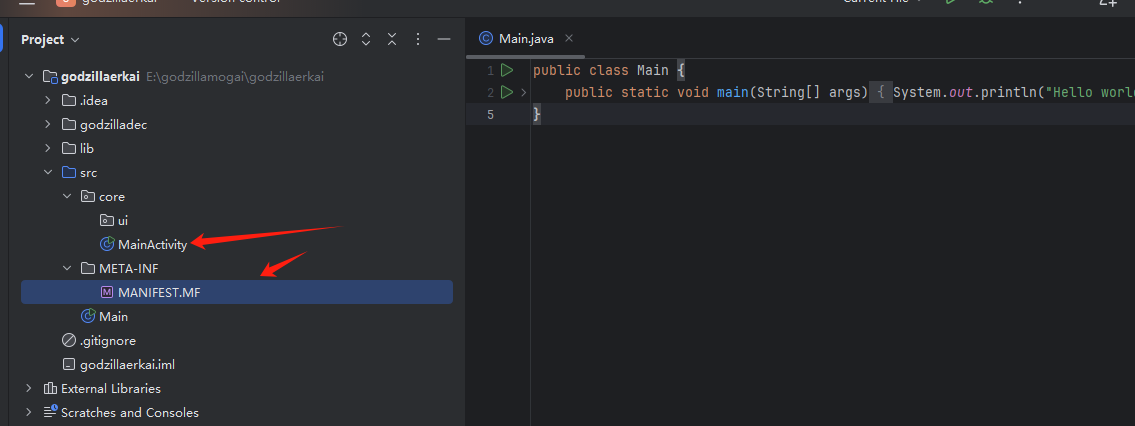 godzillaerkai Version control Current File
Project
Main.java
godzillaerkai E:\godzillamogai\godzillaerkai
.idea
godzilladec
lib
src
core
ui
MainActivity
META-INF
MANIFEST.MF
Main
.gitignore
godzillaerkai.iml
External Libraries
Scratches and Consoles
1 public class Main {
2 public static void main(String[] args) { System.out.println("Hello world
5 }